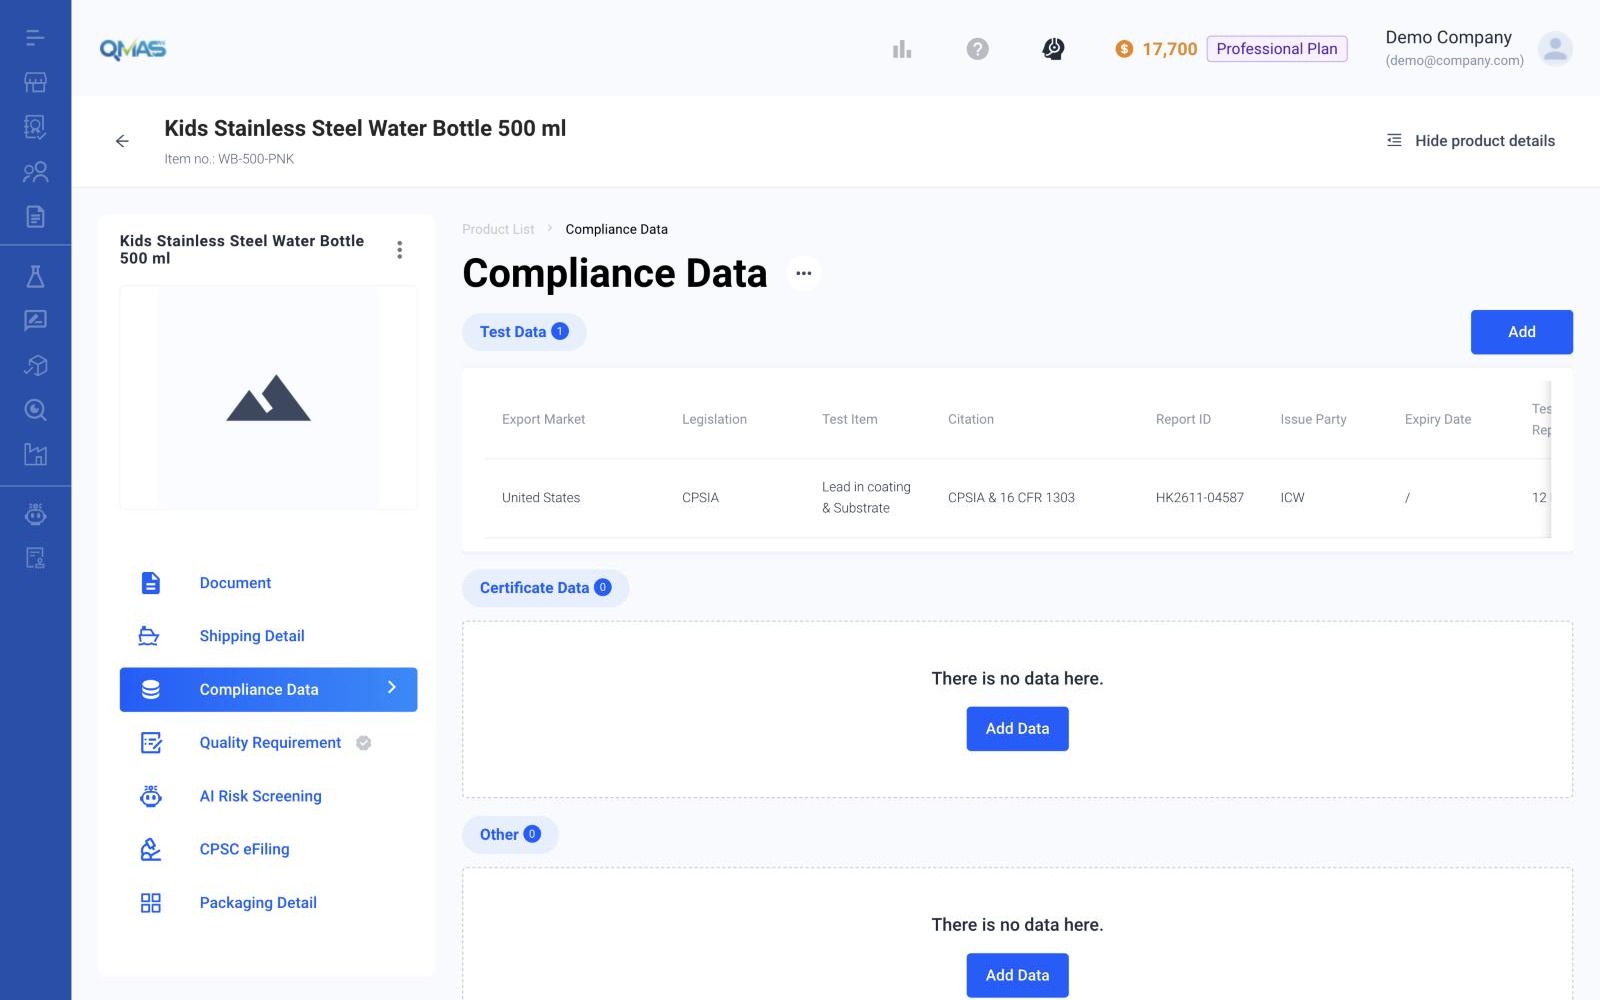 QMAS
17,700
Professional Plan
Demo Company
(demo@company.com)
Kids Stainless Steel Water Bottle 500 ml
Item no.: WB-500-PNK
Hide product details
Kids Stainless Steel Water Bottle
500 ml
Document
Shipping Detail
Compliance Data
Quality Requirement
AI Risk Screening
CPSC eFiling
Packaging Detail
Product List > Compliance Data
Compliance Data
Test Data 1
Add
Export Market Legislation Test Item Citation Report ID Issue Party Expiry Date
United States CPSIA Lead in coating
& Substrate CPSIA & 16 CFR 1303 HK2611-04587 ICW / 12
Certificate Data 0
There is no data here.
Add Data
Other 0
There is no data here.
Add Data